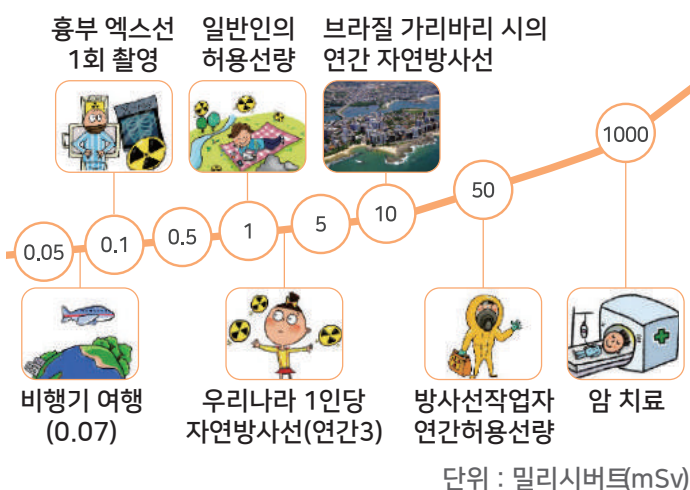 흉부 엑스선
1회 촬영
일반인의
허용선량
브라질 가리바리 시의
연간 자연방사선
0.05
0.1
0.5
1
5
10
50
1000
비행기 여행
(0.07)
우리나라 1인당
자연방사선(연간3)
방사선작업자
연간허용선량
암 치료
단위 : 밀리시버트(mSv)